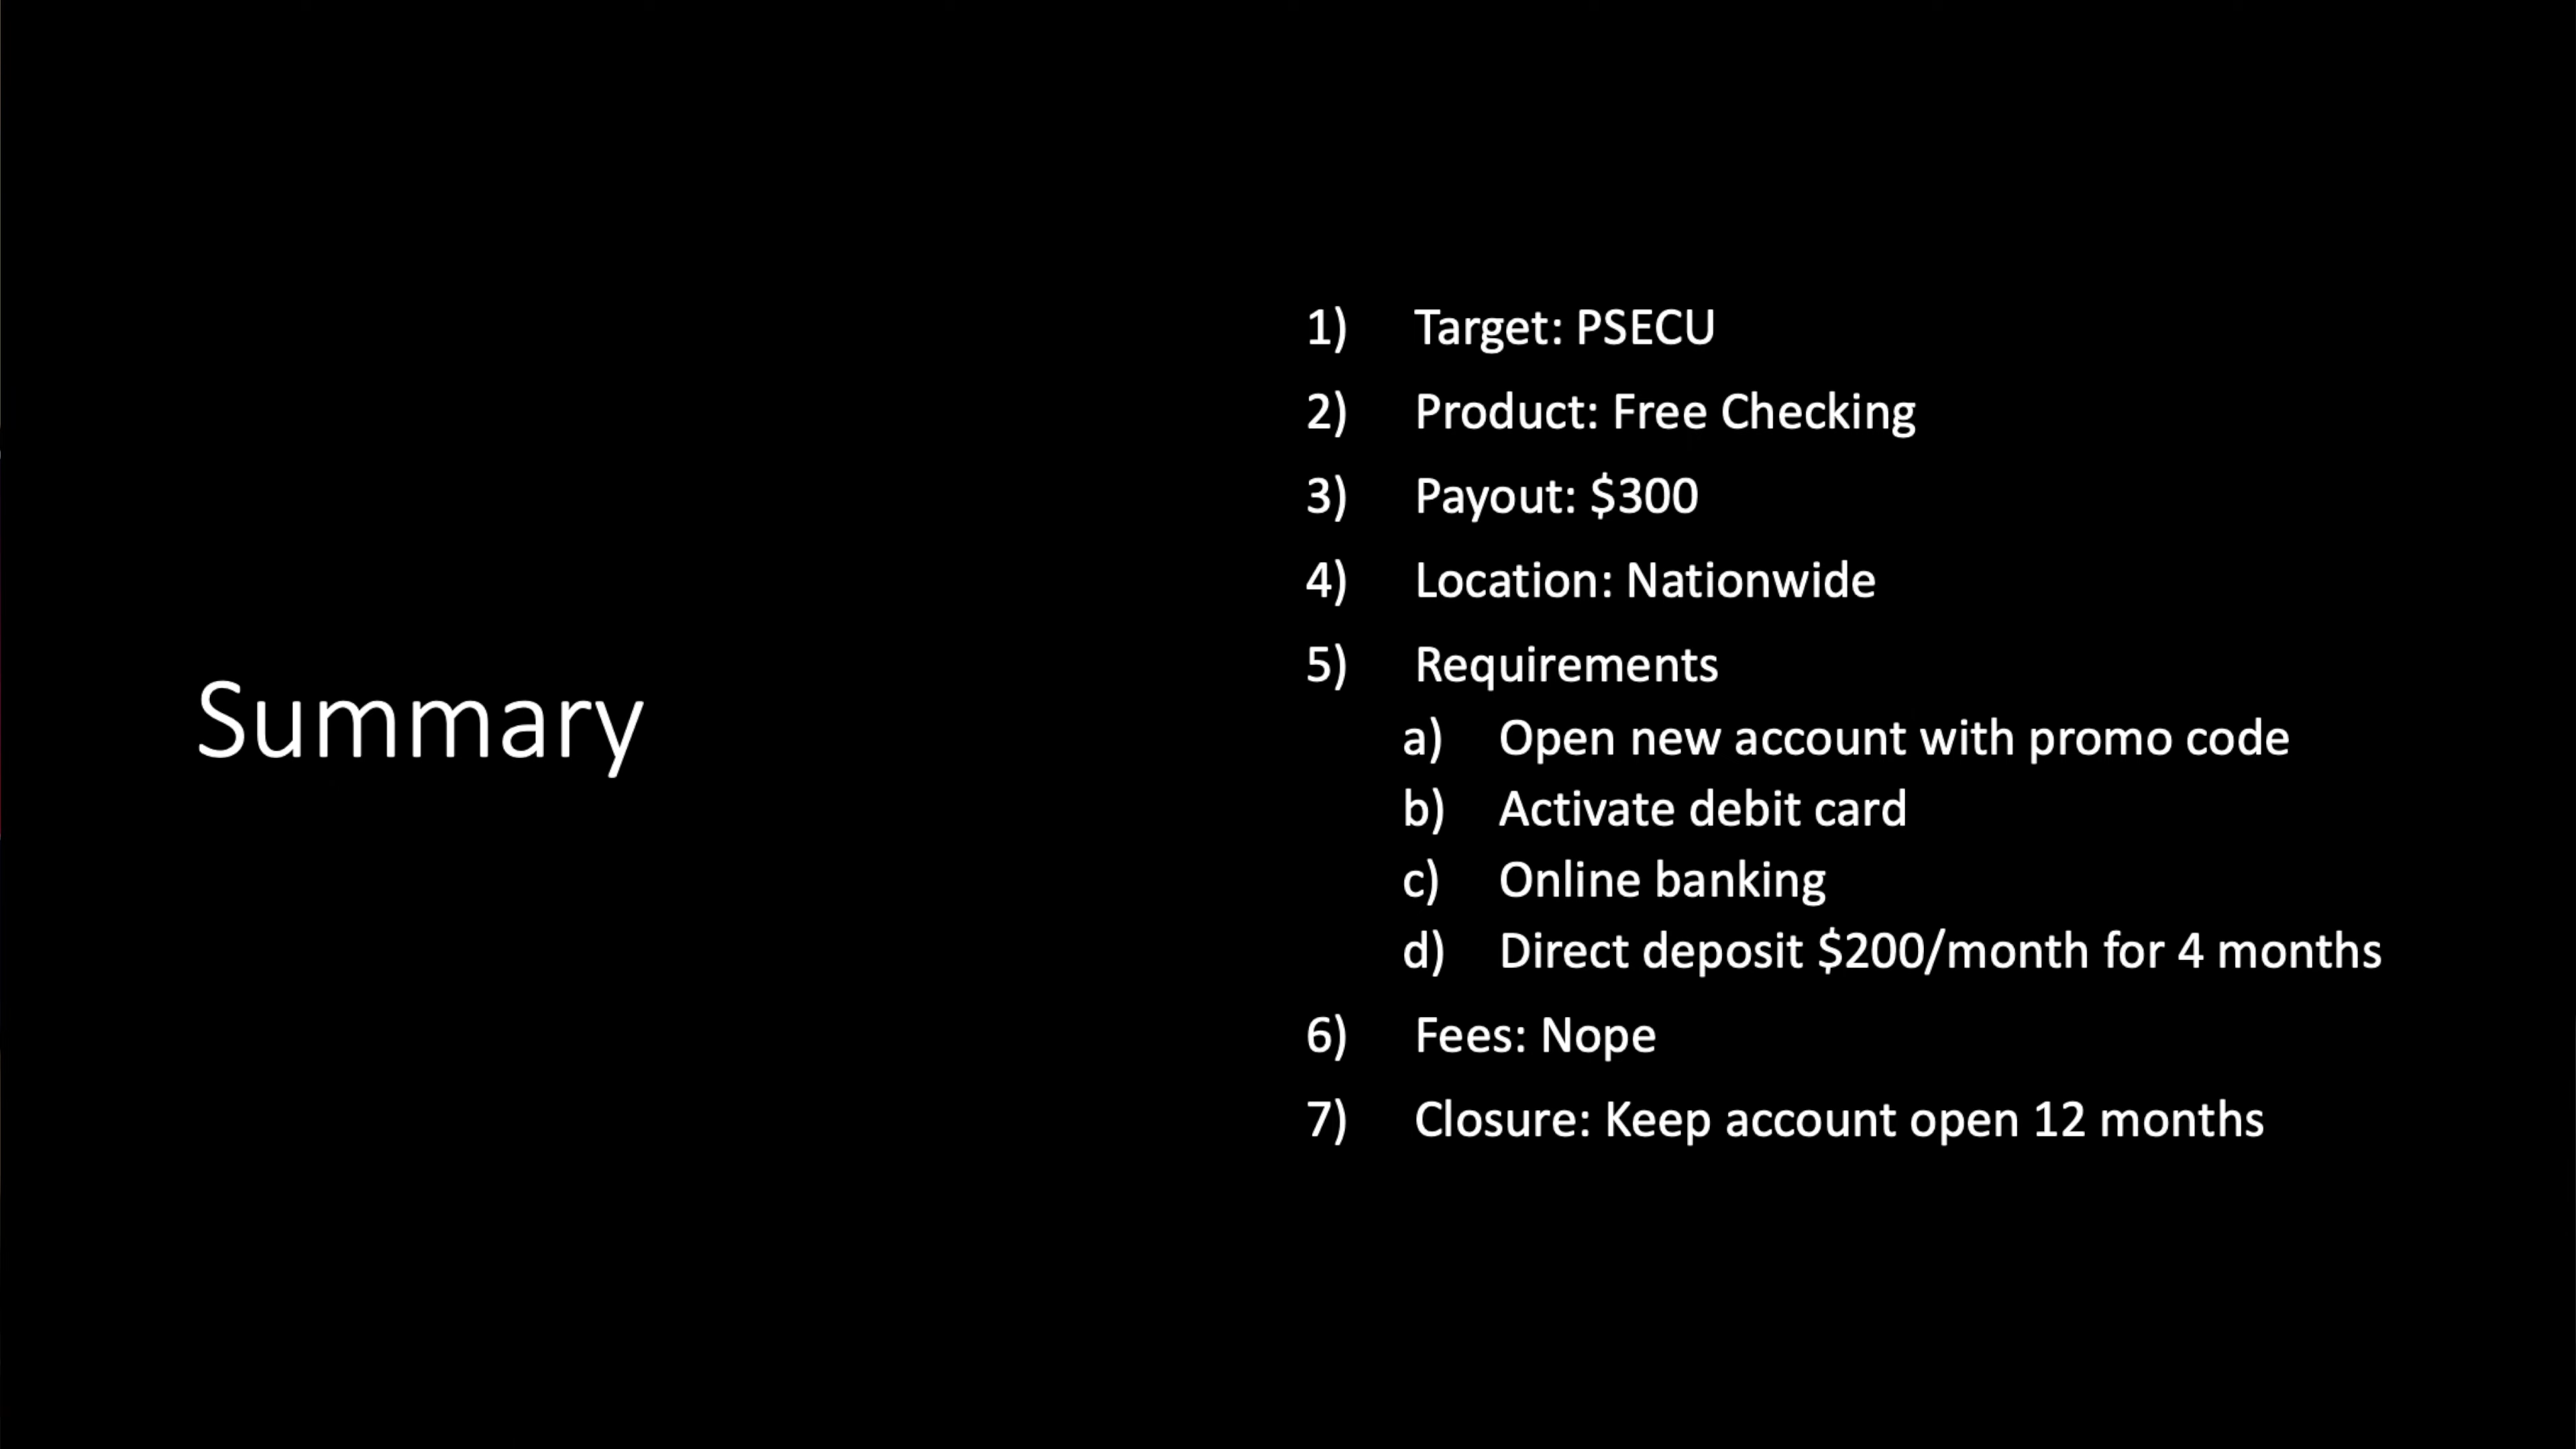 Summary
1) Target: PSECU
2) Product: Free Checking
3) Payout: $300
4) Location: Nationwide
5) Requirements
a) Open new account with promo code
b) Activate debit card
c) Online banking
d) Direct deposit $200/month for 4 months
6) Fees: Nope
7) Closure: Keep account open 12 months